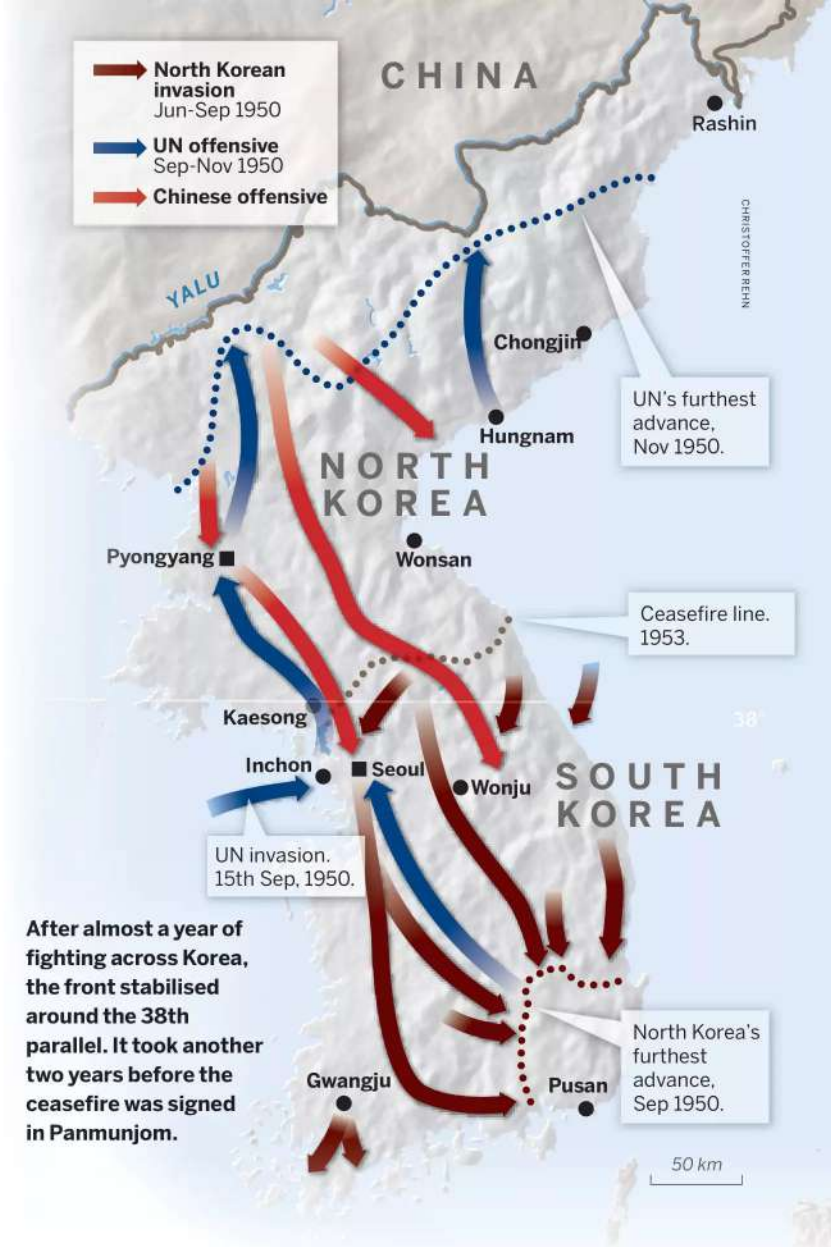 North Korean
invasion
Jun-Sep 1950
UN offensive
Sep-Nov 1950
Chinese offensive
CHINA
Rashin
CHRISTOFFER REHN
YALU
Chongjin
UN's furthest
advance,
Nov 1950.
Hungnam
NORTH
KOREA
Pyongyang
Wonsan
Ceasefire line.
1953.
Kaesong
38°
Inchon
Seoul
Wonju
SOUTH
KOREA
UN invasion.
15th Sep, 1950.
After almost a year of
fighting across Korea,
the front stabilised
around the 38th
parallel. It took another
two years before the
ceasefire was signed
in Panmunjom.
North Korea's
furthest
advance,
Sep 1950.
Gwangju
Pusan
50 km